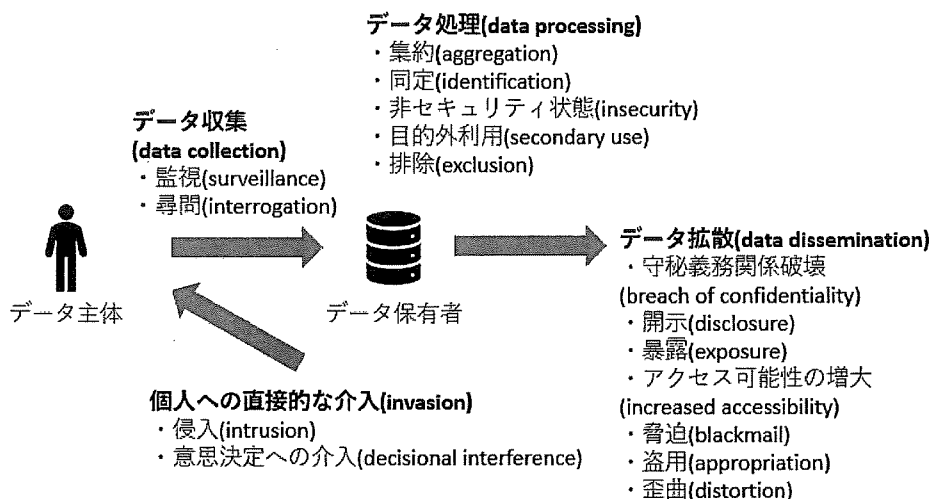 データ処理(data processing)
・集約(aggregation)
・同定(identification)
・非セキュリティ状態(insecurity)
・目的外利用(secondary use)
・排除(exclusion)
データ収集
(data collection)
・監視(surveillance)
・尋問(interrogation)
データ主体
データ保有者
データ拡散(data dissemination)
・守秘義務関係破壊
(breach of confidentiality)
・開示(disclosure)
・暴露(exposure)
・アクセス可能性の増大
(increased accessibility)
・脅迫(blackmail)
・盗用(appropriation)
・歪曲(distortion)
個人への直接的な介入(invasion)
・侵入(intrusion)
・意思決定への介入(decisional interference)